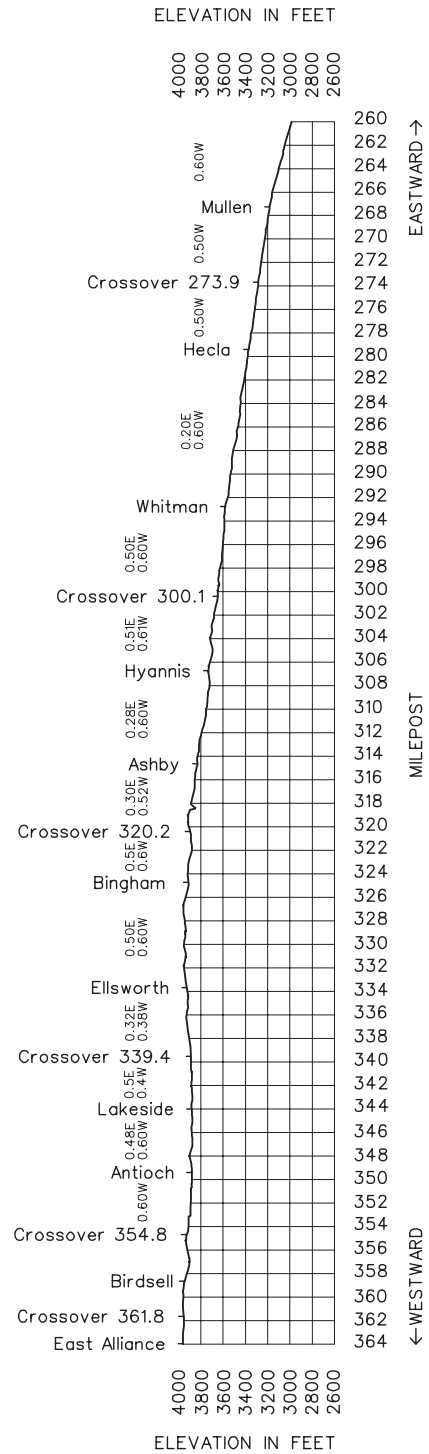 ELEVATION IN FEET
4000
3800
3600
3400
3200
3000
2800
2600
260
262
264
266
268
270
272
274
276
278
280
282
284
286
288
290
292
294
296
298
300
302
304
306
308
310
312
314
316
318
320
322
324
326
328
330
332
334
336
338
340
342
344
346
348
350
352
354
356
358
360
362
364
EASTWARD →
MILEPOST
← WESTWARD
0.60W
Mullen
0.50W
Crossover 273.9
0.50W
Hecla
0.20E
0.60W
Whitman
0.50E
0.60W
Crossover 300.1
0.51E
0.61W
Hyannis
0.28E
0.60W
Ashby
0.30E
0.52W
Crossover 320.2
0.5E
0.6W
Bingham
0.50E
0.60W
Ellsworth
0.32E
0.38W
Crossover 339.4
0.5E
0.4W
Lakeside
0.48E
0.60W
Antioch
0.60W
Crossover 354.8
Birdsell
Crossover 361.8
East Alliance
4000
3800
3600
3400
3200
3000
2800
2600
ELEVATION IN FEET